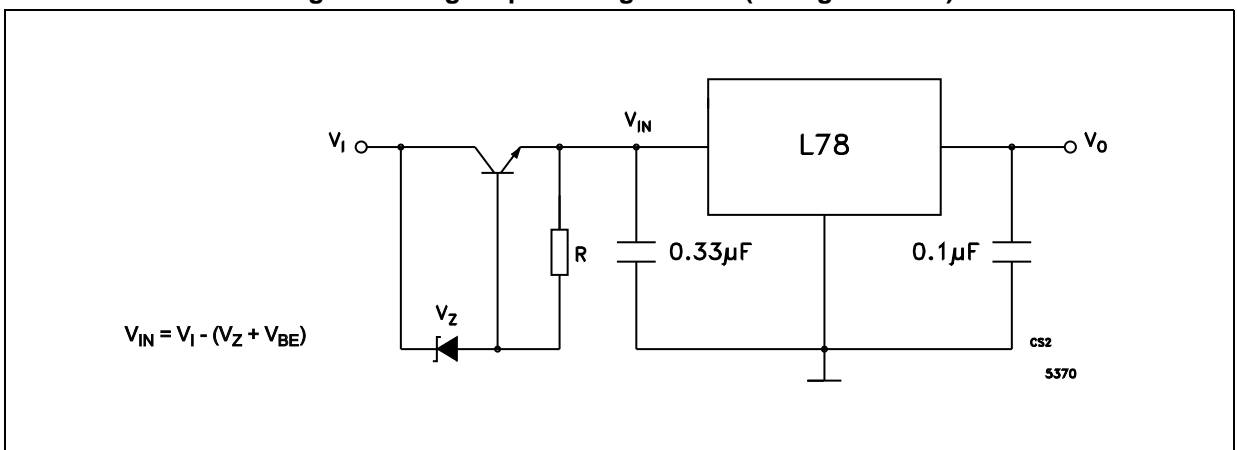 V_I
V_IN
L78
V_O
R
0.33µF
0.1µF
V_Z
V_IN = V_I - (V_Z + V_BE)
CS2
5370